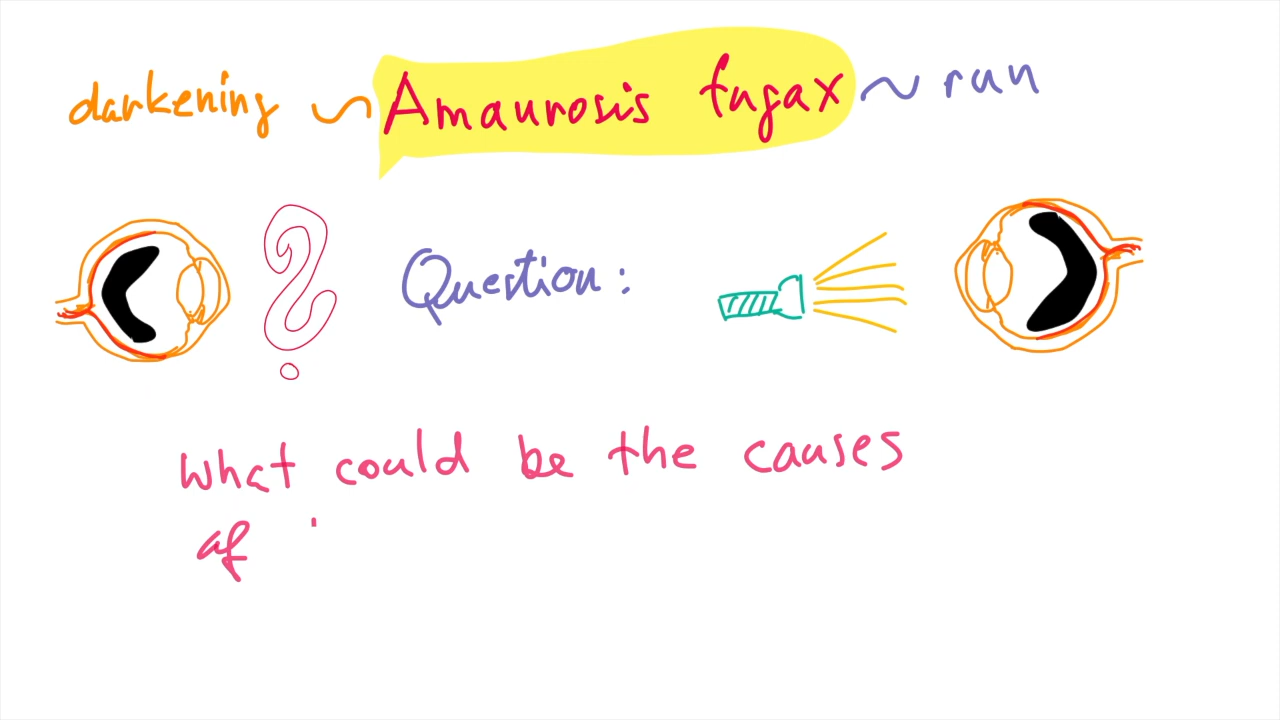 darkening ~ Amaurosis fugax ~ run
Question:
What could be the causes
of